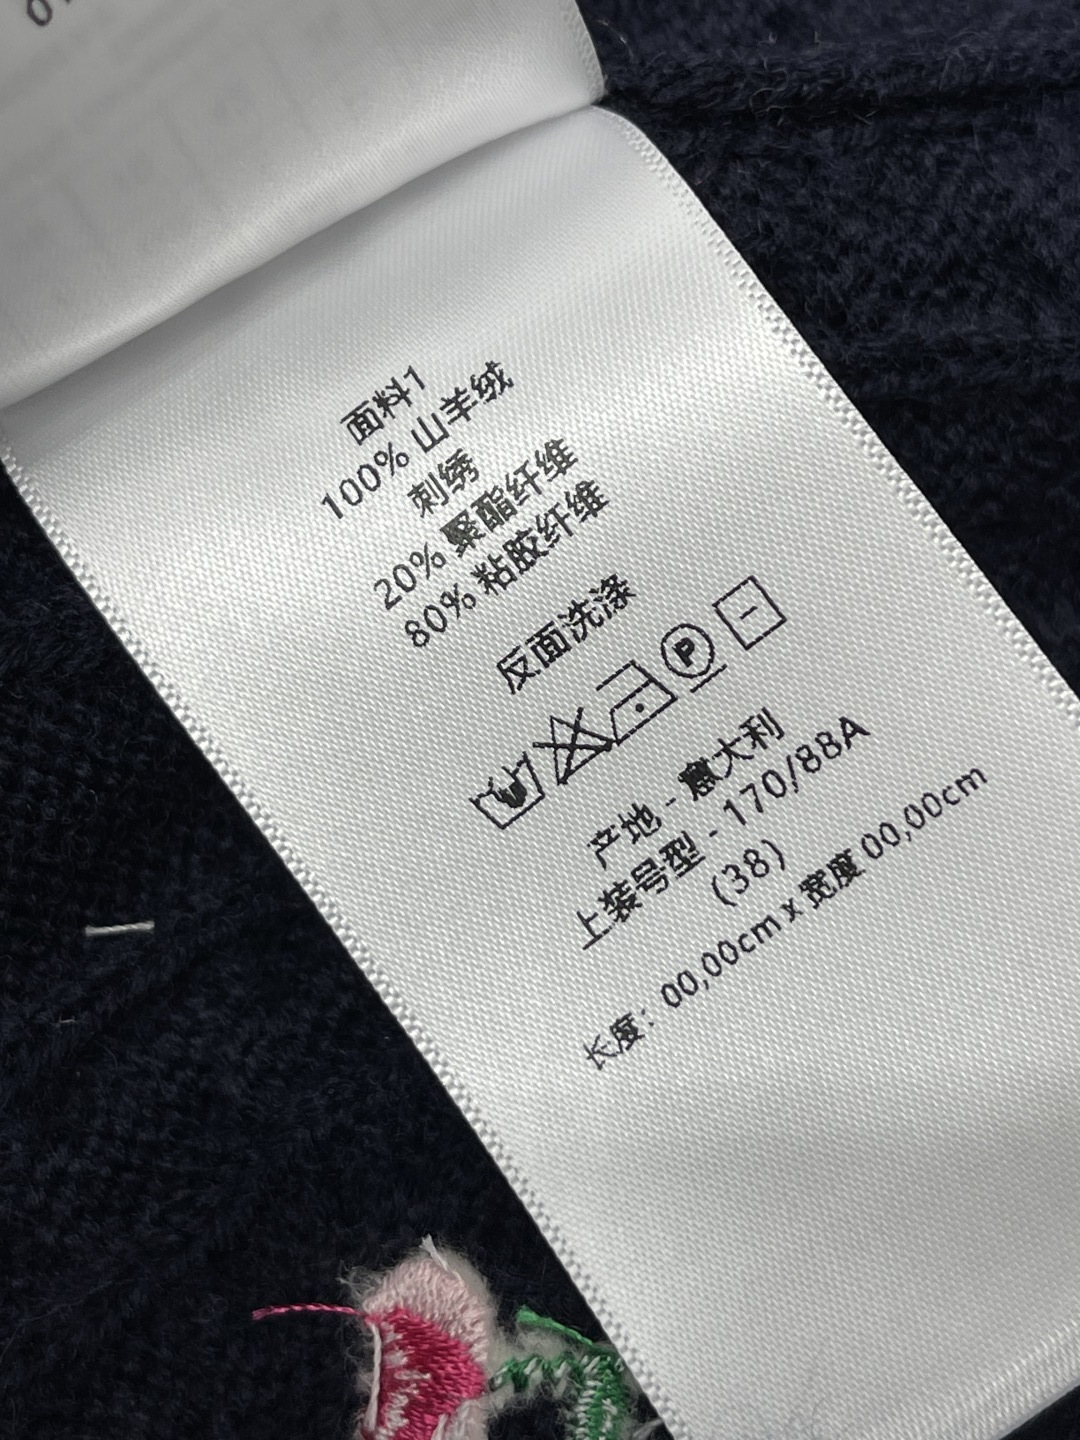 面料1
100% 山羊绒
刺绣
20% 聚酯纤维
80% 粘胶纤维
反面洗涤
P
产地 - 意大利
上装号型 - 170/88A
(38)
长度: 00,00cm x 宽度 00,00cm